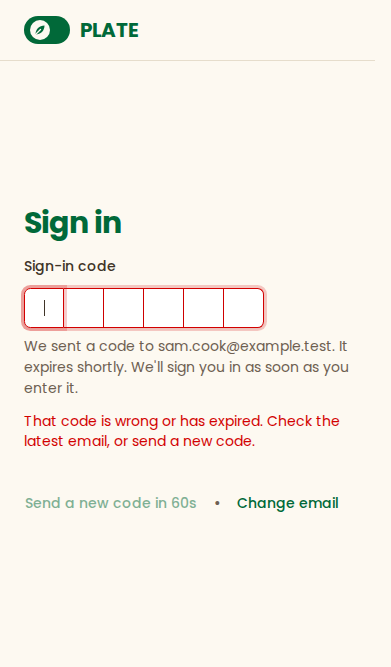 PLATE
Sign in
Sign-in code
We sent a code to sam.cook@example.test. It
expires shortly. We'll sign you in as soon as you
enter it.
That code is wrong or has expired. Check the
latest email, or send a new code.
Send a new code in 60s • Change email